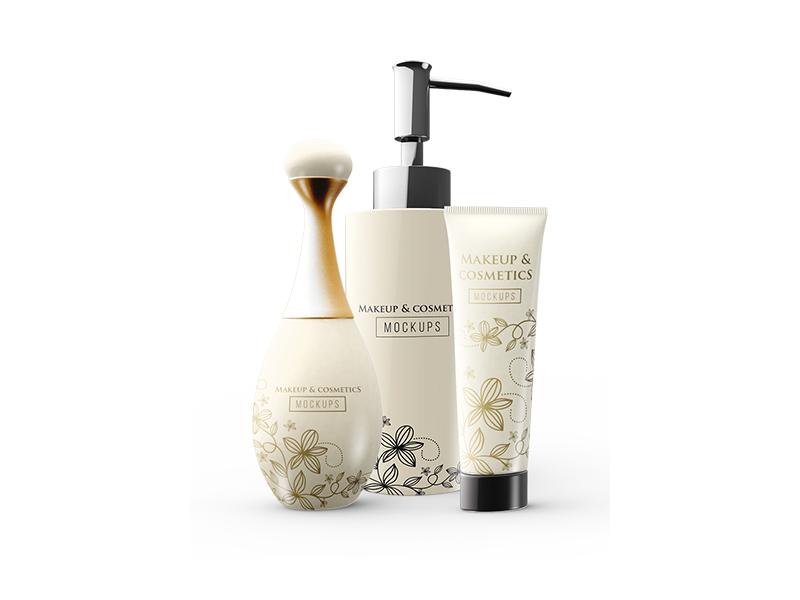 MAKEUP & COSMETICS
MOCKUPS
MAKEUP & COSMET
MOCKUPS
MAKEUP &
COSMETICS
MOCKUPS